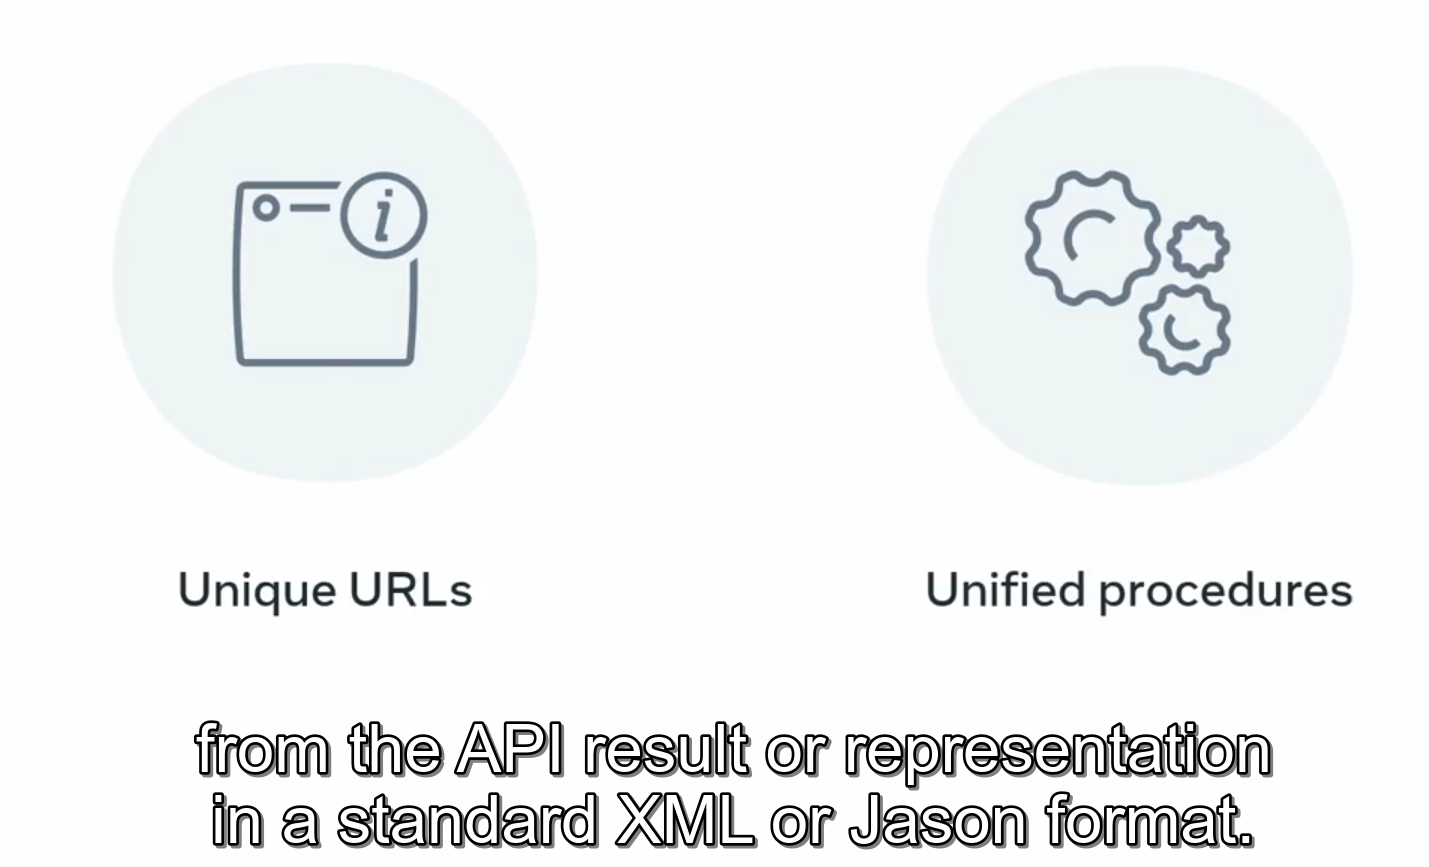 Unique URLs
Unified procedures
from the API result or representation
in a standard XML or Jason format.